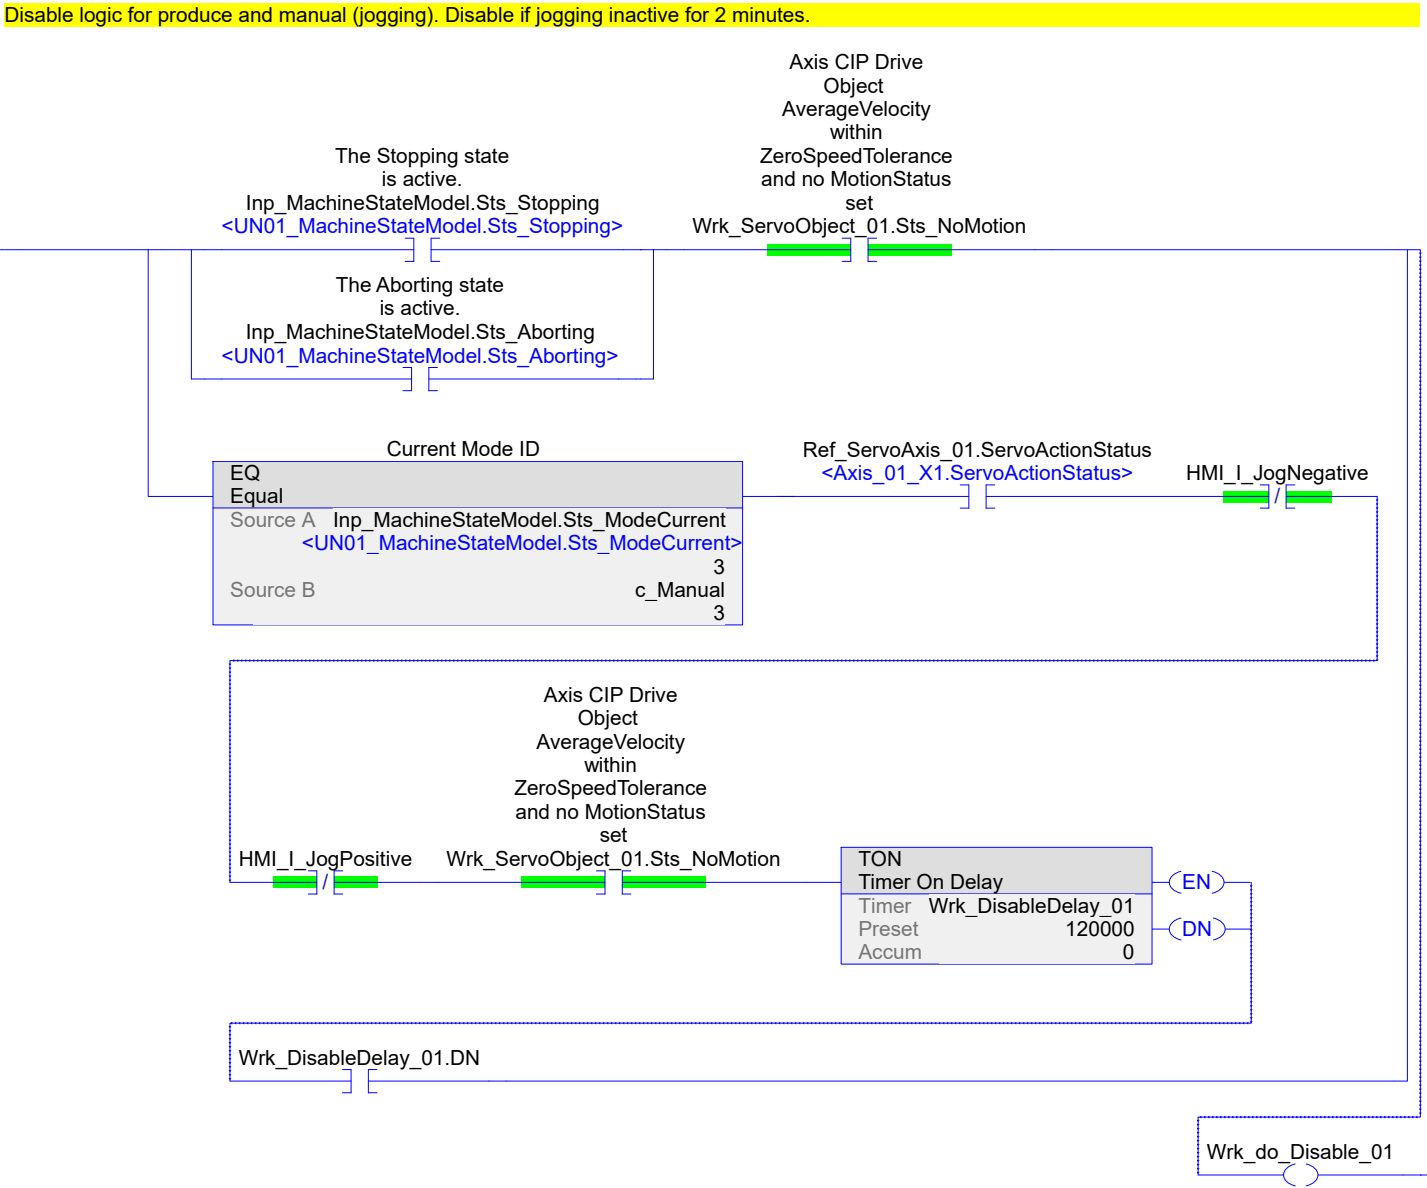 Disable logic for produce and manual (jogging). Disable if jogging inactive for 2 minutes.
Axis CIP Drive
Object
AverageVelocity
within
ZeroSpeedTolerance
and no MotionStatus
set
Wrk_ServoObject_01.Sts_NoMotion
The Stopping state
is active.
Inp_MachineStateModel.Sts_Stopping
<UN01_MachineStateModel.Sts_Stopping>
The Aborting state
is active.
Inp_MachineStateModel.Sts_Aborting
<UN01_MachineStateModel.Sts_Aborting>
Current Mode ID
EQ
Equal
Source A Inp_MachineStateModel.Sts_ModeCurrent
<UN01_MachineStateModel.Sts_ModeCurrent>
3
Source B c_Manual
3
Ref_ServoAxis_01.ServoActionStatus
<Axis_01_X1.ServoActionStatus>
HMI_I_JogNegative
/
HMI_I_JogPositive
/
Axis CIP Drive
Object
AverageVelocity
within
ZeroSpeedTolerance
and no MotionStatus
set
Wrk_ServoObject_01.Sts_NoMotion
TON
Timer On Delay
Timer Wrk_DisableDelay_01
Preset 120000
Accum 0
EN
DN
Wrk_DisableDelay_01.DN
Wrk_do_Disable_01